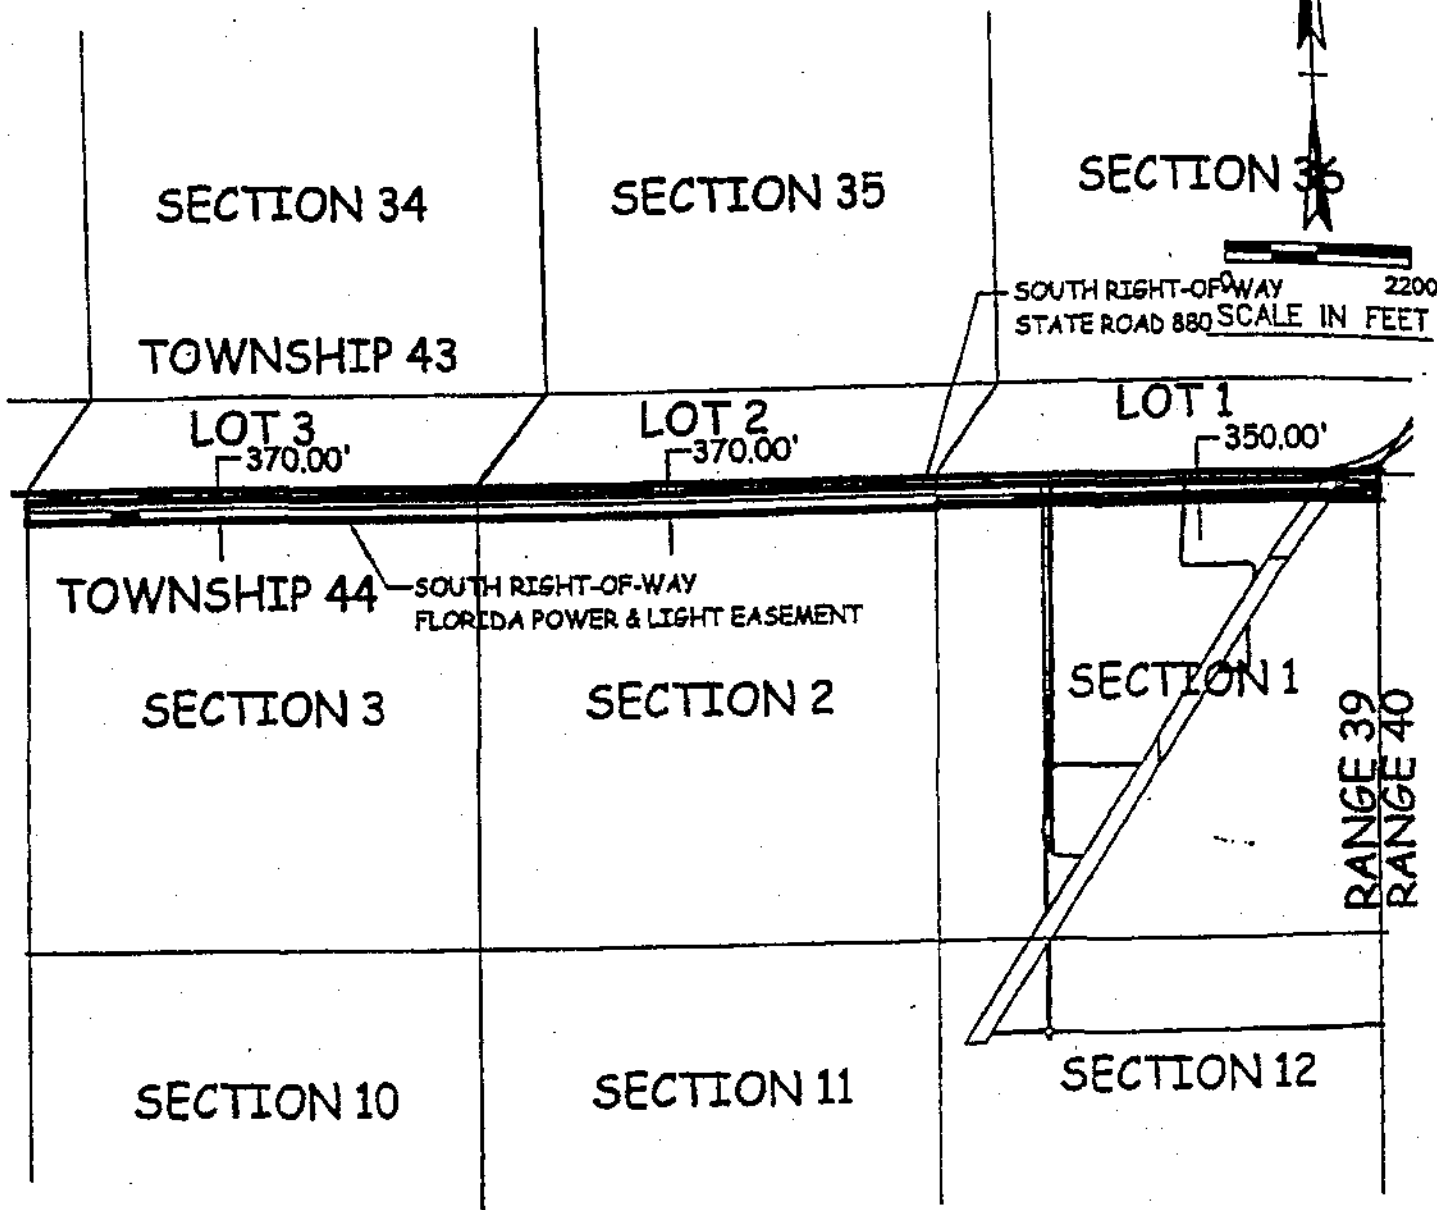 SECTION 34
SECTION 35
SECTION 36
0
2200
SCALE IN FEET
SOUTH RIGHT-OF-WAY
STATE ROAD 880
TOWNSHIP 43
LOT 3
370.00'
LOT 2
370.00'
LOT 1
350.00'
TOWNSHIP 44
SOUTH RIGHT-OF-WAY
FLORIDA POWER & LIGHT EASEMENT
SECTION 3
SECTION 2
SECTION 1
RANGE 39
RANGE 40
SECTION 10
SECTION 11
SECTION 12